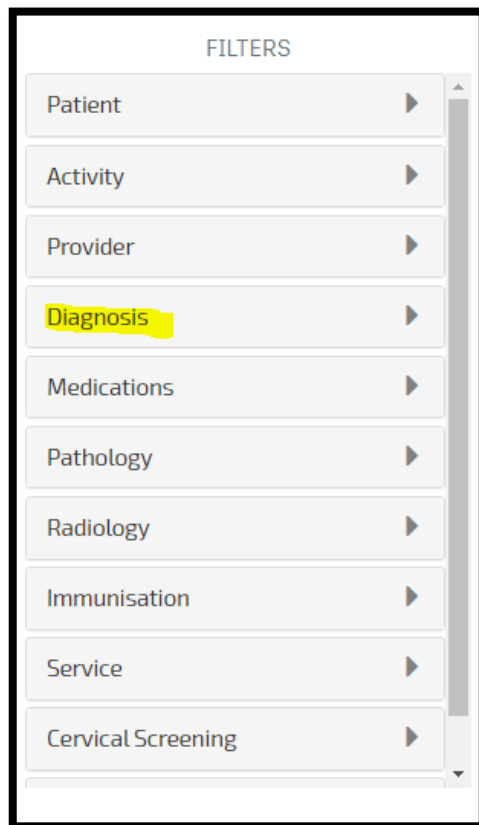 FILTERS
Patient
Activity
Provider
Diagnosis
Medications
Pathology
Radiology
Immunisation
Service
Cervical Screening